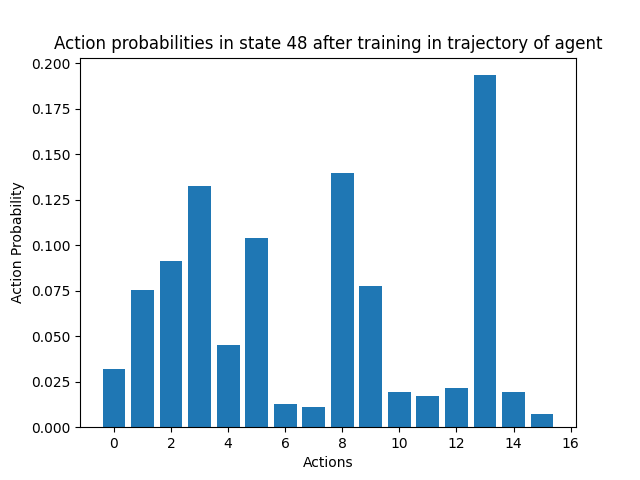 Action probabilities in state 48 after training in trajectory of agent
0.200
0.175
0.150
0.125
0.100
0.075
0.050
0.025
0.000
Action Probability
0 2 4 6 8 10 12 14 16
Actions